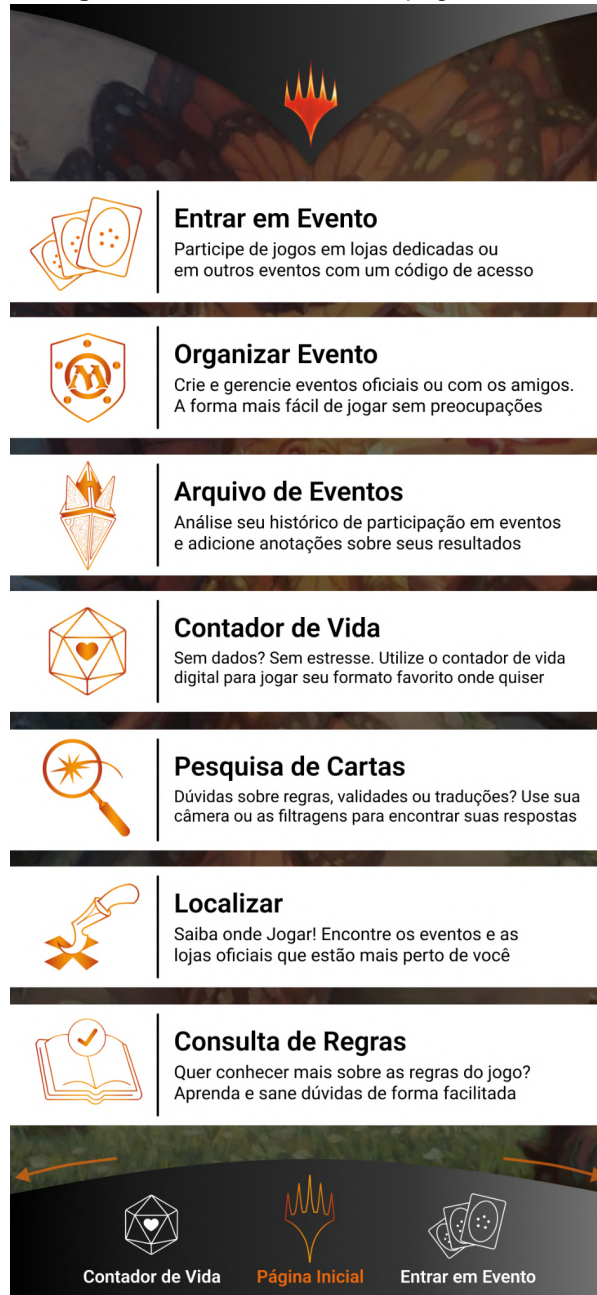 Entrar em Evento
Participe de jogos em lojas dedicadas ou
em outros eventos com um código de acesso
Organizar Evento
Crie e gerencie eventos oficiais ou com os amigos.
A forma mais fácil de jogar sem preocupações
Arquivo de Eventos
Análise seu histórico de participação em eventos
e adicione anotações sobre seus resultados
Contador de Vida
Sem dados? Sem estresse. Utilize o contador de vida
digital para jogar seu formato favorito onde quiser
Pesquisa de Cartas
Dúvidas sobre regras, validades ou traduções? Use sua
câmera ou as filtragens para encontrar suas respostas
Localizar
Saiba onde Jogar! Encontre os eventos e as
lojas oficiais que estão mais perto de você
Consulta de Regras
Quer conhecer mais sobre as regras do jogo?
Aprenda e sane dúvidas de forma facilitada
Contador de Vida
Página Inicial
Entrar em Evento